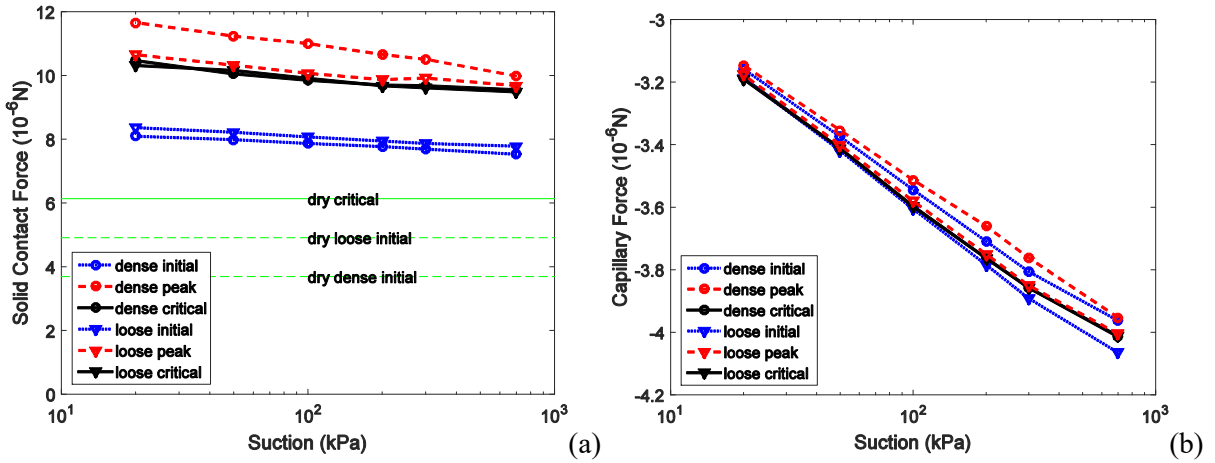 12
10
8
6
4
2
0
Solid Contact Force (10-6N)
dry critical
dry loose initial
dry dense initial
dense initial
dense peak
dense critical
loose initial
loose peak
loose critical
101
102
103
Suction (kPa)
(a)
-3
-3.2
-3.4
-3.6
-3.8
-4
-4.2
Capillary Force (10-6N)
dense initial
dense peak
dense critical
loose initial
loose peak
loose critical
101
102
103
Suction (kPa)
(b)